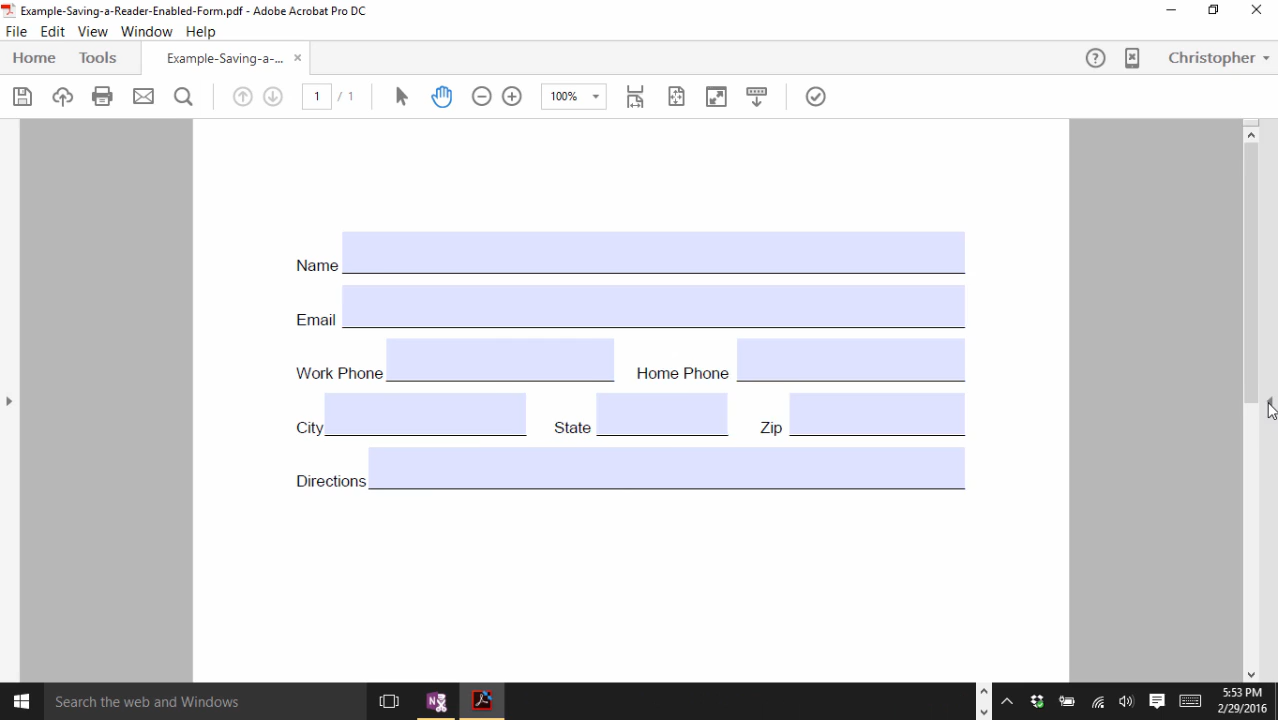 Example-Saving-a-Reader-Enabled-Form.pdf - Adobe Acrobat Pro DC
File Edit View Window Help
Home Tools Example-Saving-a-... × Christopher
1 / 1 100%
Name
Email
Work Phone Home Phone
City State Zip
Directions
Search the web and Windows
5:53 PM
2/29/2016